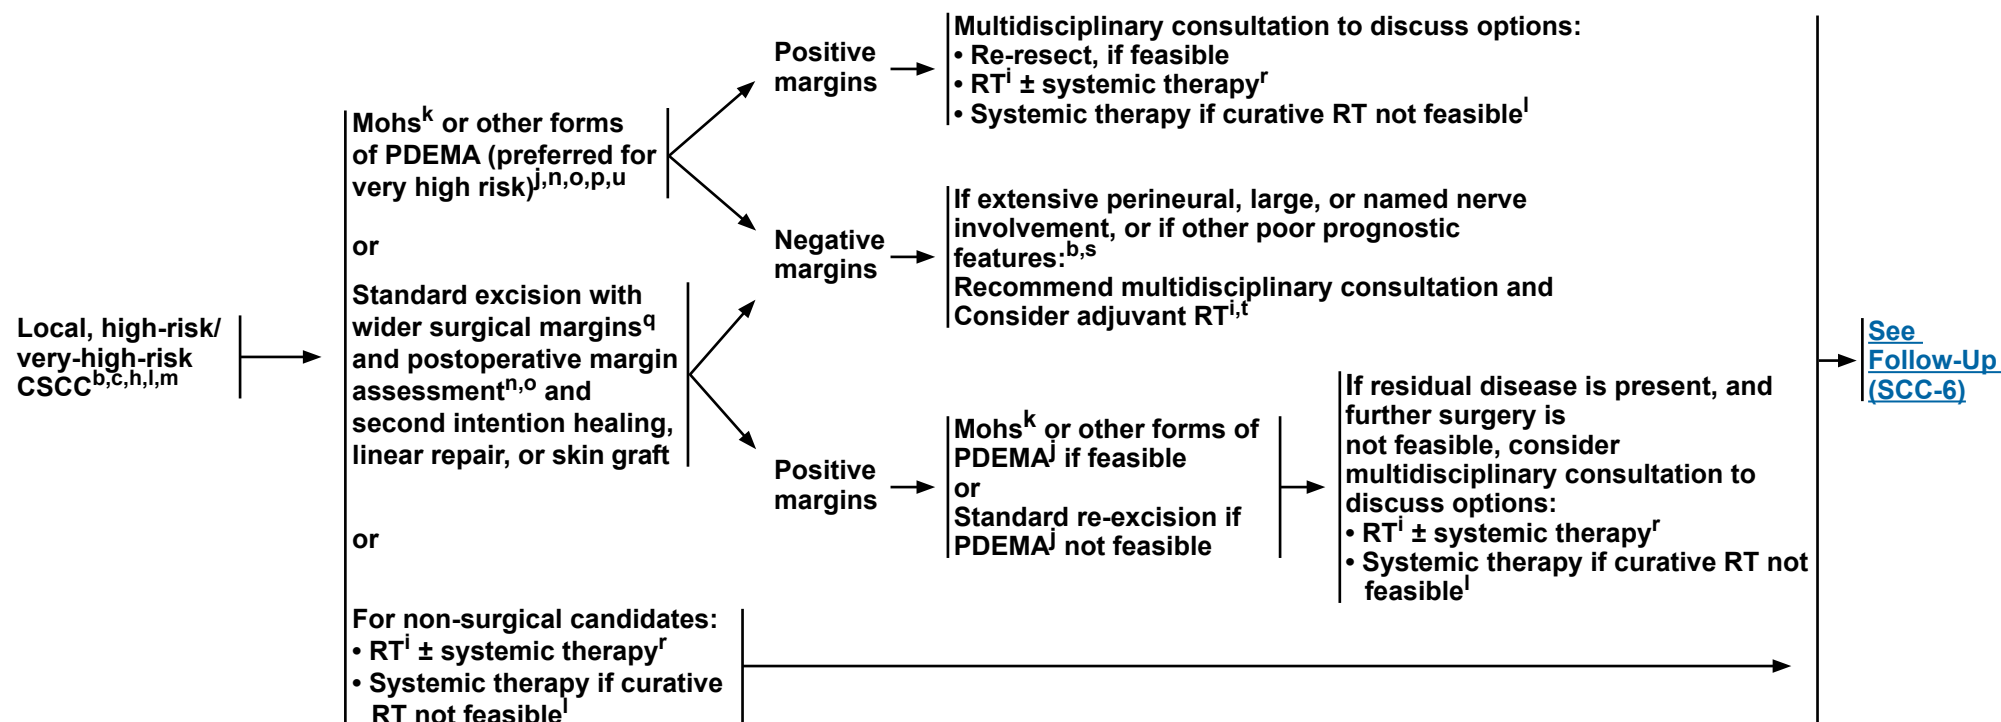 Local, high-risk/
very-high-risk
CSCCb,c,h,l,m
Mohsk or other forms
of PDEMA (preferred for
very high risk)j,n,o,p,u
or
Standard excision with
wider surgical marginsq
and postoperative margin
assessmentn,o and
second intention healing,
linear repair, or skin graft
or
For non-surgical candidates:
• RTi ± systemic therapyr
• Systemic therapy if curative
RT not feasiblel
Positive
margins
Multidisciplinary consultation to discuss options:
• Re-resect, if feasible
• RTi ± systemic therapyr
• Systemic therapy if curative RT not feasiblel
Negative
margins
If extensive perineural, large, or named nerve
involvement, or if other poor prognostic
features:b,s
Recommend multidisciplinary consultation and
Consider adjuvant RTi,t
Positive
margins
Mohsk or other forms of
PDEMAj if feasible
or
Standard re-excision if
PDEMAj not feasible
If residual disease is present, and
further surgery is
not feasible, consider
multidisciplinary consultation to
discuss options:
• RTi ± systemic therapyr
• Systemic therapy if curative RT not
feasiblel
See
Follow-Up
(SCC-6)